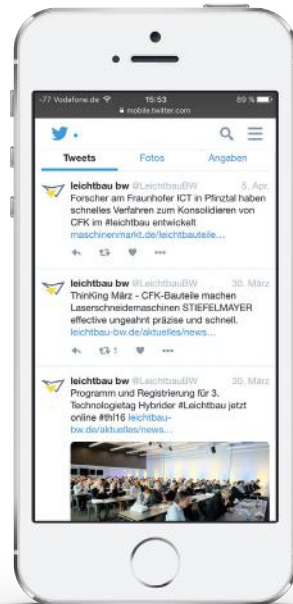 -77 Vodafone.de 15:53 89 %
mobile.twitter.com
Tweets Fotos Angaben
leichtbau bw @LeichtbauBW 5. Apr.
Forscher am Fraunhofer ICT in Pfinztal haben
schnelles Verfahren zum Konsolidieren von
CFK im #leichtbau entwickelt
maschinenmarkt.de/leichtbauteile…
leichtbau bw @LeichtbauBW 30. März
ThinKing März - CFK-Bauteile machen
Laserschneidemaschinen STIEFELMAYER
effective ungeahnt präzise und schnell.
leichtbau-bw.de/aktuelles/news…
1
leichtbau bw @LeichtbauBW 30. März
Programm und Registrierung für 3.
Technologietag Hybrider #Leichtbau jetzt
online #thl16 leichtbau-
bw.de/aktuelles/news…